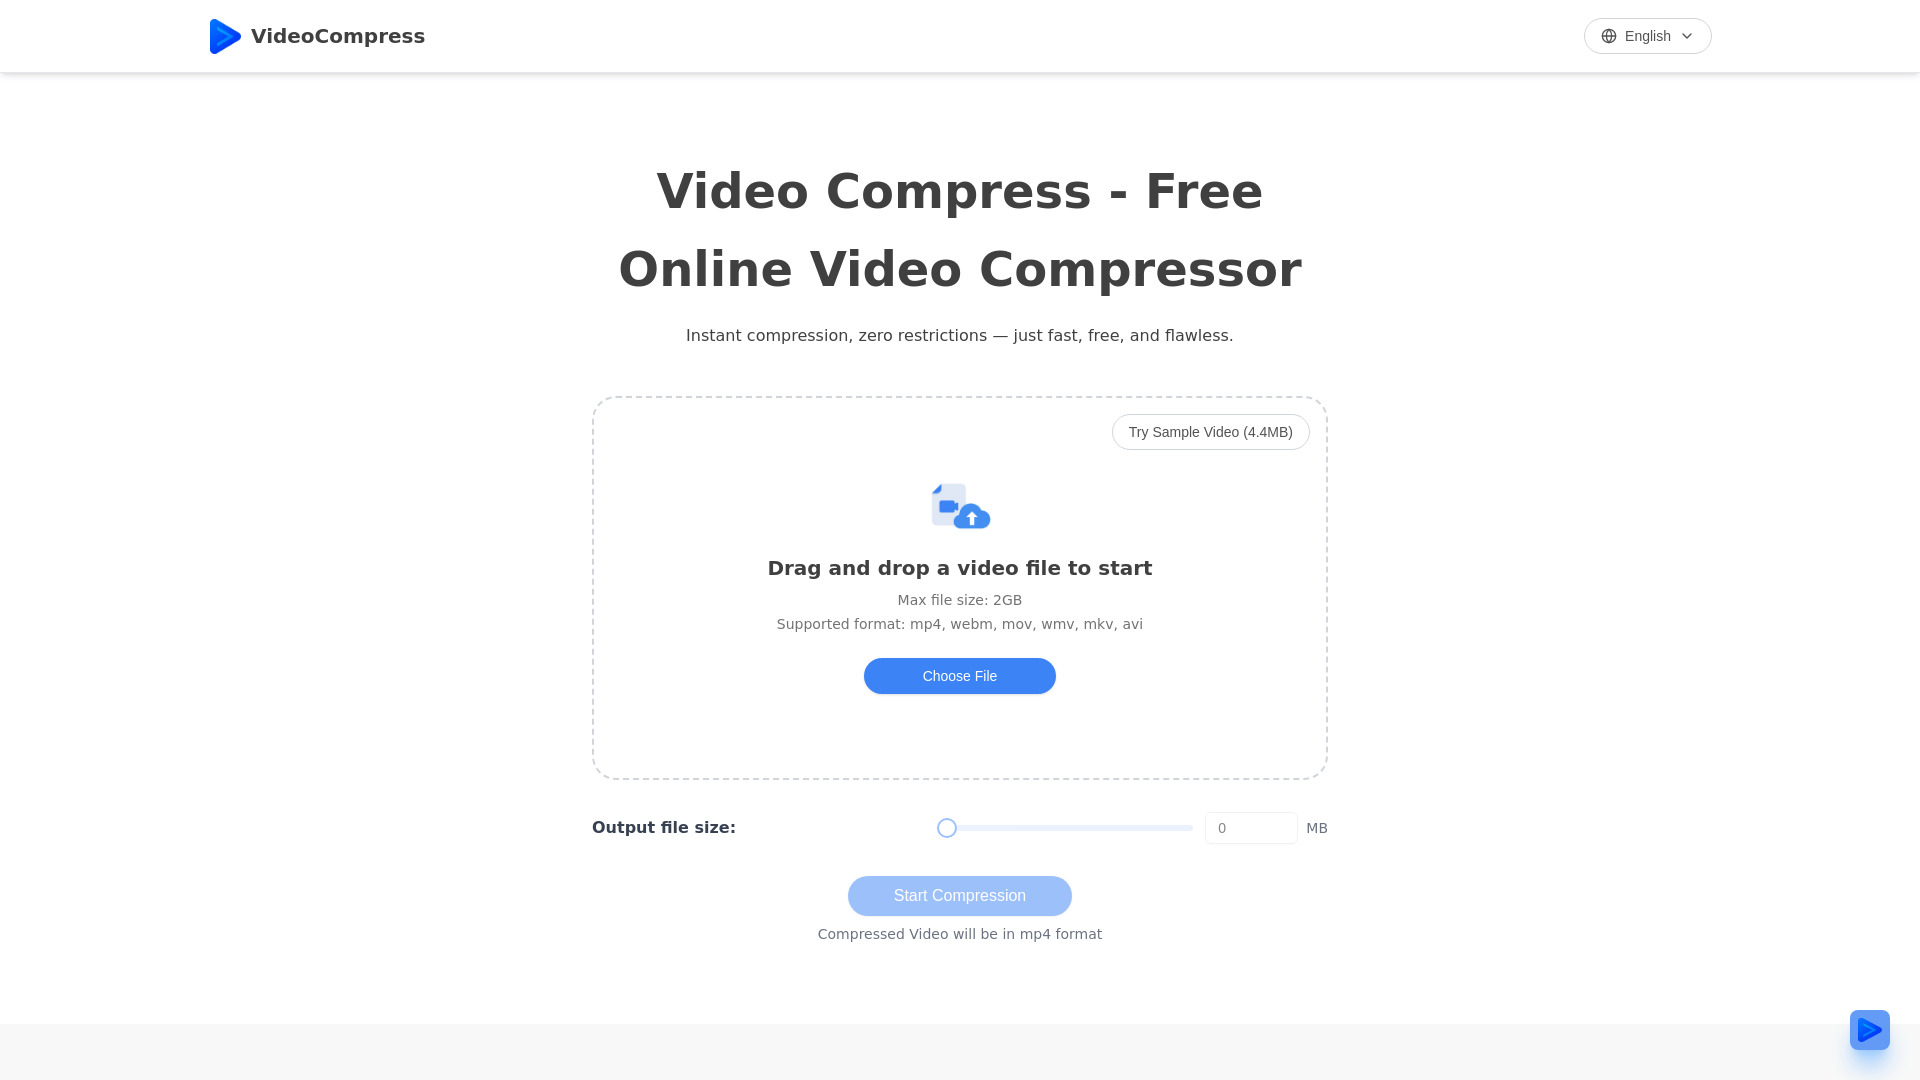 VideoCompress
English
Video Compress - Free
Online Video Compressor
Instant compression, zero restrictions — just fast, free, and flawless.
Try Sample Video (4.4MB)
Drag and drop a video file to start
Max file size: 2GB
Supported format: mp4, webm, mov, wmv, mkv, avi
Choose File
Output file size:
0
MB
Start Compression
Compressed Video will be in mp4 format